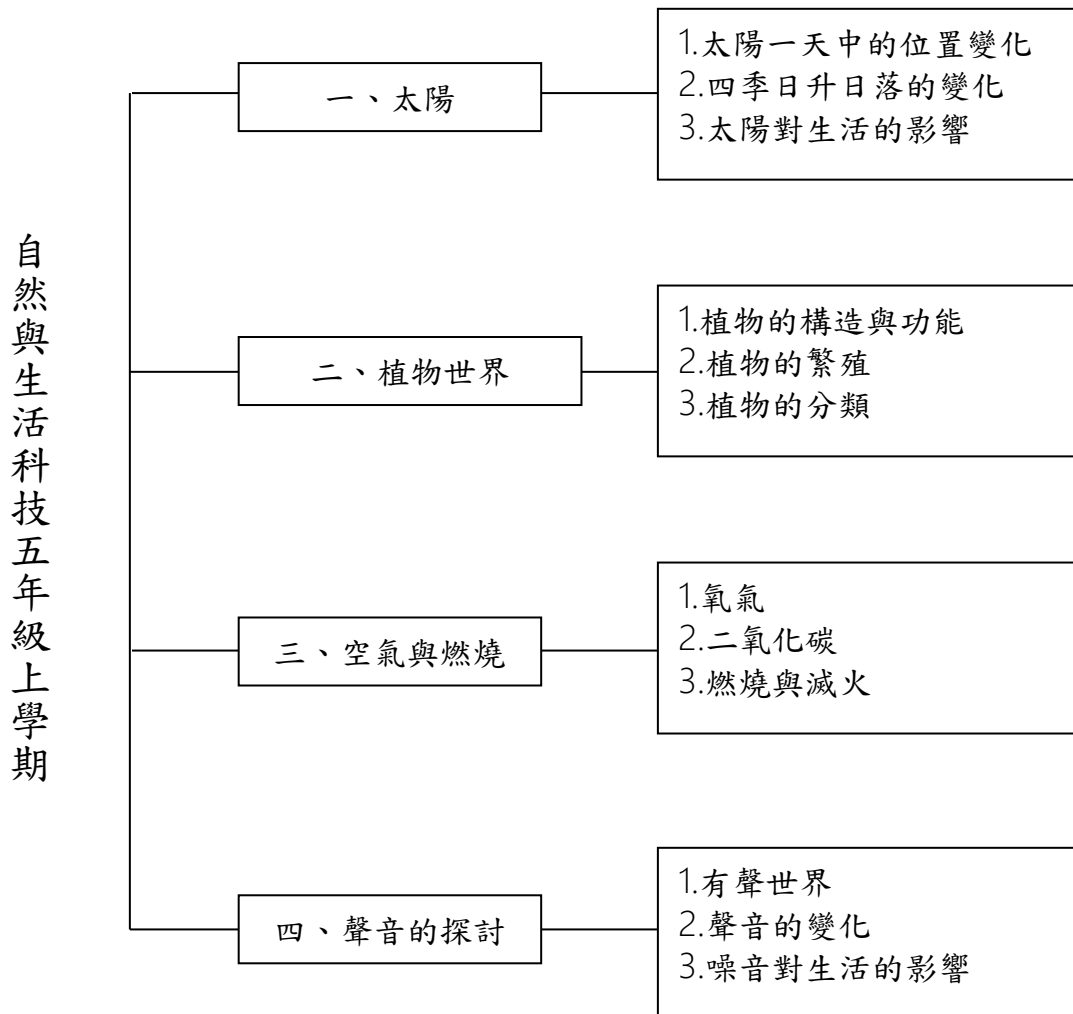 自然與生活科技五年級上學期
一、太陽
1.太陽一天中的位置變化
2.四季日升日落的變化
3.太陽對生活的影響
二、植物世界
1.植物的構造與功能
2.植物的繁殖
3.植物的分類
三、空氣與燃燒
1.氧氣
2.二氧化碳
3.燃燒與滅火
四、聲音的探討
1.有聲世界
2.聲音的變化
3.噪音對生活的影響